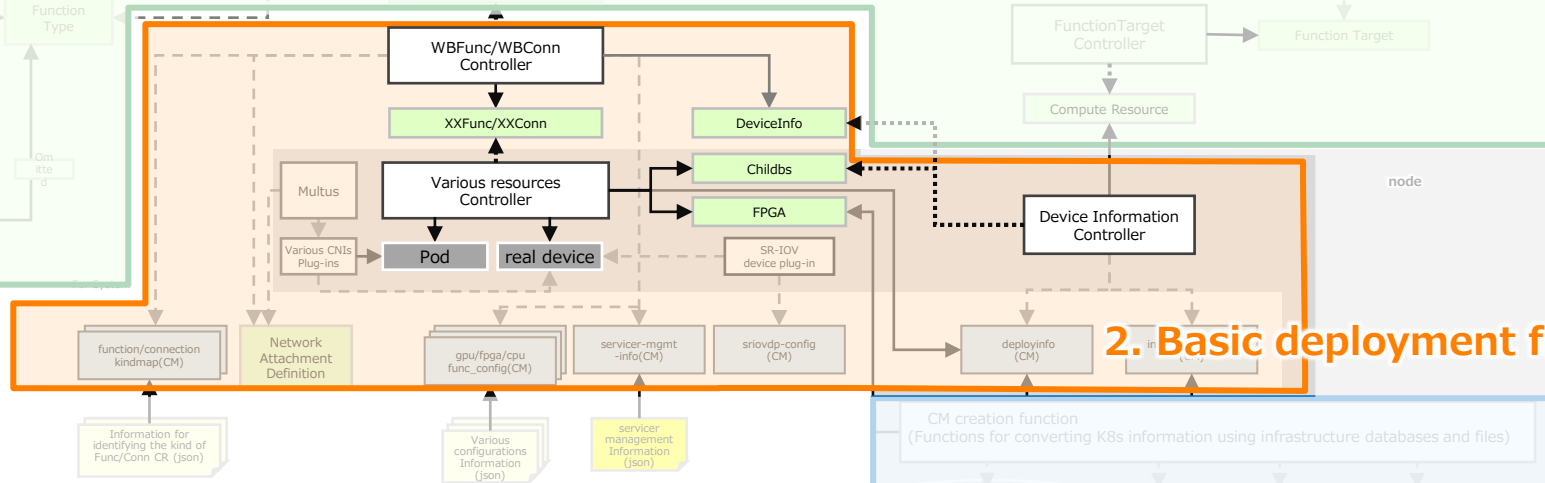 Function
Type
WBFunc/WBConn
Controller
FunctionTarget
Controller
Function Target
XXFunc/XXConn
DeviceInfo
Compute Resource
Om
itte
d
Multus
Various resources
Controller
Childbs
FPGA
node
Device Information
Controller
Various CNIs
Plug-ins
Pod
real device
SR-IOV
device plug-in
function/connection
kindmap(CM)
Network
Attachment
Definition
gpu/fpga/cpu
func_config(CM)
servicer-mgmt
-info(CM)
sriovdp-config
(CM)
deployinfo
(CM)
2. Basic deployment f
Information for
identifying the kind of
Func/Conn CR (json)
Various
configurations
Information
(json)
servicer
management
Information
(json)
CM creation function
(Functions for converting K8s information using infrastructure databases and files)